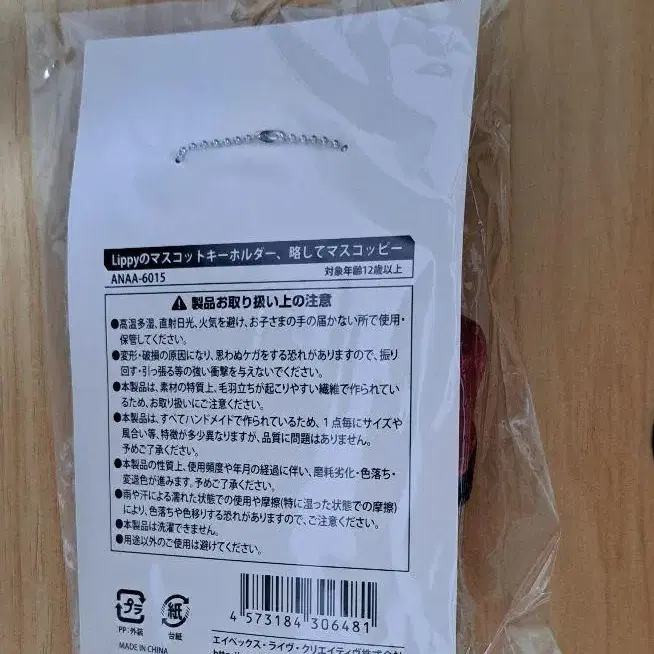 Lippyのマスコットキーホルダー、略してマスコッピー
ANAA-6015 対象年齢12歳以上
製品お取り扱い上の注意
●高温多湿、直射日光、火気を避け、お子さまの手の届かない所で使用・
保管してください。
●変形・破損の原因になり、思わぬケガをする恐れがありますので、振り
回す・引っ張る等の強い衝撃を与えないでください。
●本製品は、素材の特質上、毛羽立ちが起こりやすい繊維で作られてい
るため、お取り扱いにご注意ください。
●本製品は、すべてハンドメイドで作られているため、1点毎にサイズや
風合い等、特徴が多少異なりますが、品質に問題はありません。
予めご了承ください。
●本製品の性質上、使用頻度や年月の経過に伴い、磨耗劣化・色落ち・
変退色が進みます。予めご了承ください。
●雨や汗による濡れた状態での使用や摩擦(特に湿った状態での摩擦)
により、色落ちや色移りする恐れがありますので、ご注意ください。
●本製品は洗濯できません。
●用途以外のご使用は避けてください。
プラ 紙
PP:外装 台紙
4 573184 306481
MADE IN CHINA
エイベックス・ライヴ・クリエイティヴ株式会社